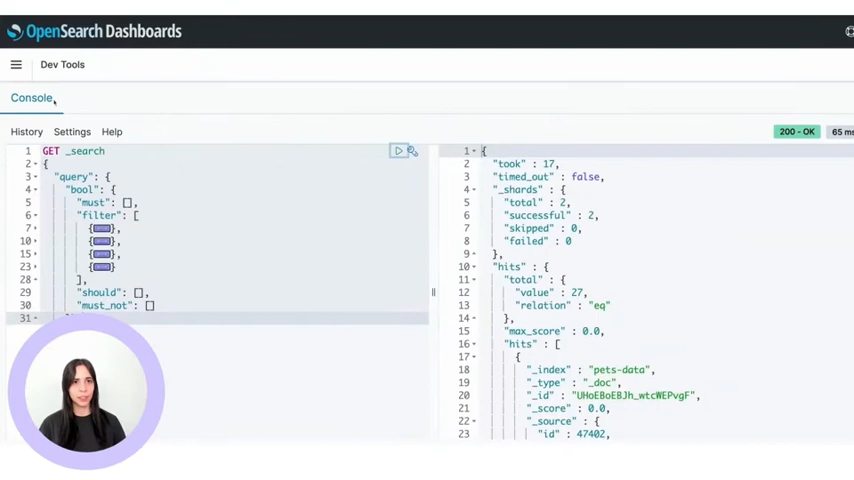 OpenSearch Dashboards
Dev Tools
Console
History Settings Help
200 - OK 65 ms
1 GET _search
2 {
3 "query": {
4 "bool": {
5 "must": [],
6 "filter": [
7 {
},
10 {
},
15 {
},
23 {
}
28 ],
29 "should": [],
30 "must_not": []
31
1 {
2 "took" : 17,
3 "timed_out" : false,
4 "_shards" : {
5 "total" : 2,
6 "successful" : 2,
7 "skipped" : 0,
8 "failed" : 0
9 },
10 "hits" : {
11 "total" : {
12 "value" : 27,
13 "relation" : "eq"
14 },
15 "max_score" : 0.0,
16 "hits" : [
17 {
18 "_index" : "pets-data",
19 "_type" : "_doc",
20 "_id" : "UHoEBoEBJh_wtcWEPvgF",
21 "_score" : 0.0,
22 "_source" : {
23 "id" : 47402,